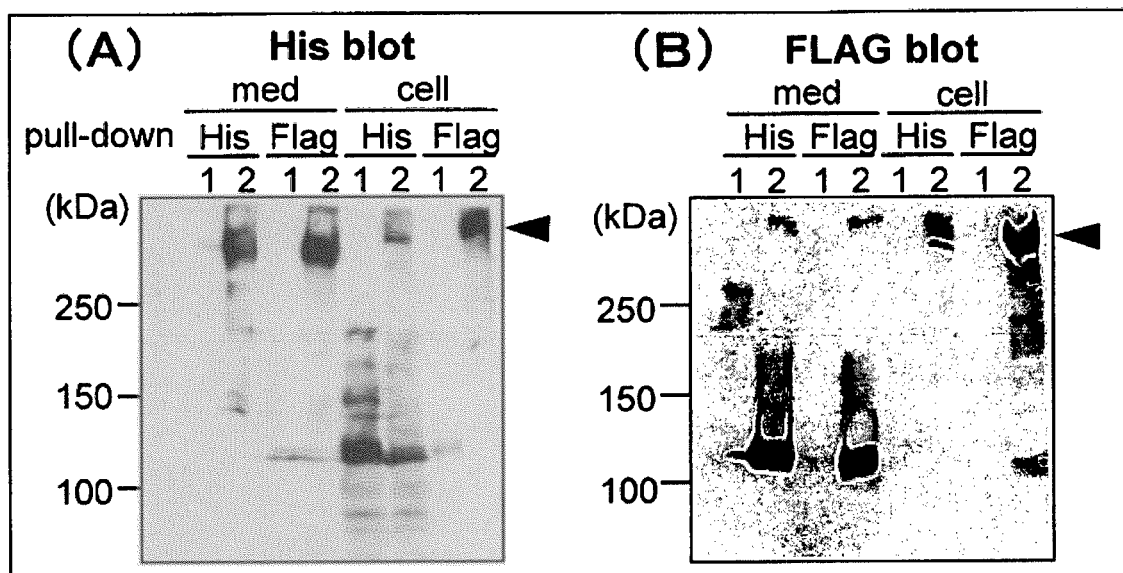 (A) His blot
med cell
pull-down His Flag His Flag
1 2 1 2 1 2 1 2
(kDa)
250
150
100
(B) FLAG blot
med cell
His Flag His Flag
1 2 1 2 1 2 1 2
(kDa)
250
150
100